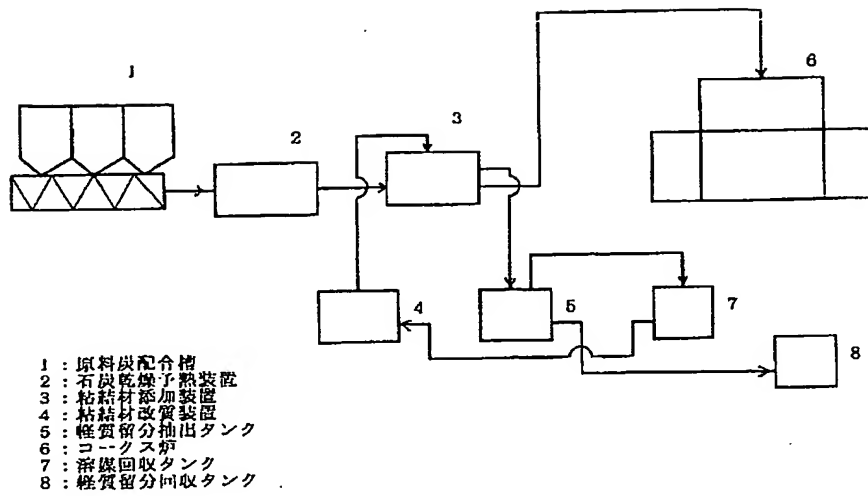 1
2
3
4
5
6
7
8
1：原料炭配合槽
2：石炭乾燥予熱装置
3：粘結材添加装置
4：粘結材改質装置
5：軽質留分抽出タンク
6：コークス炉
7：溶媒回収タンク
8：軽質留分回収タンク